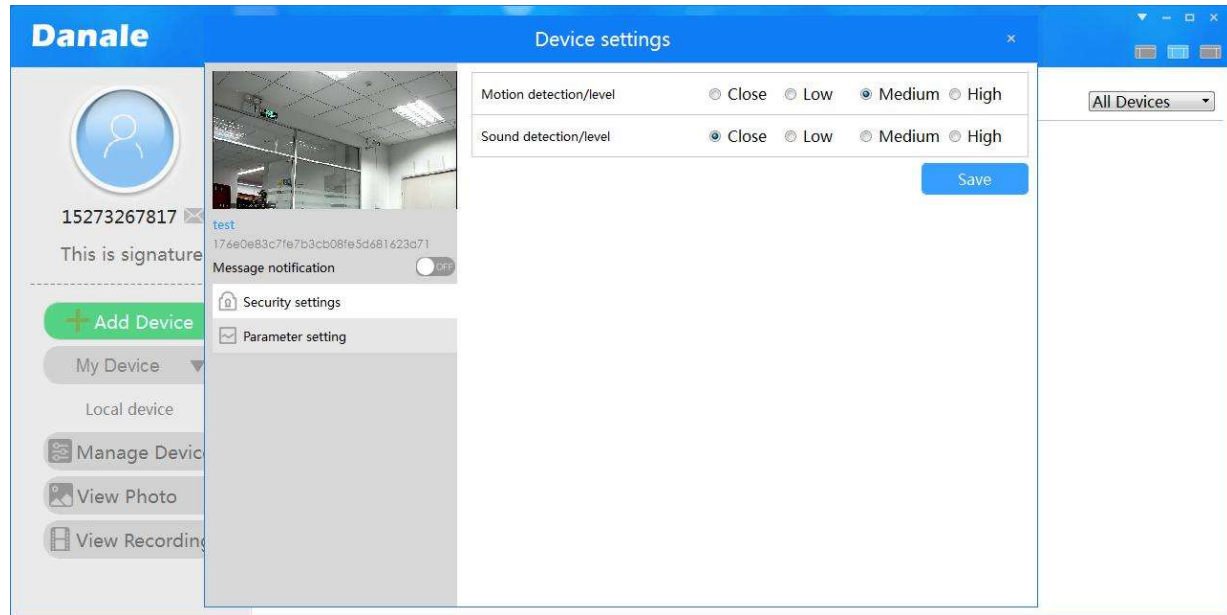 Danale
Device settings
15273267817
This is signature
Add Device
My Device
Local device
Manage Devic
View Photo
View Recording
test
176e0e83c7fe7b3cb08fe5d681623a71
Message notification OFF
Security settings
Parameter setting
Motion detection/level Close Low Medium High
Sound detection/level Close Low Medium High
Save
All Devices